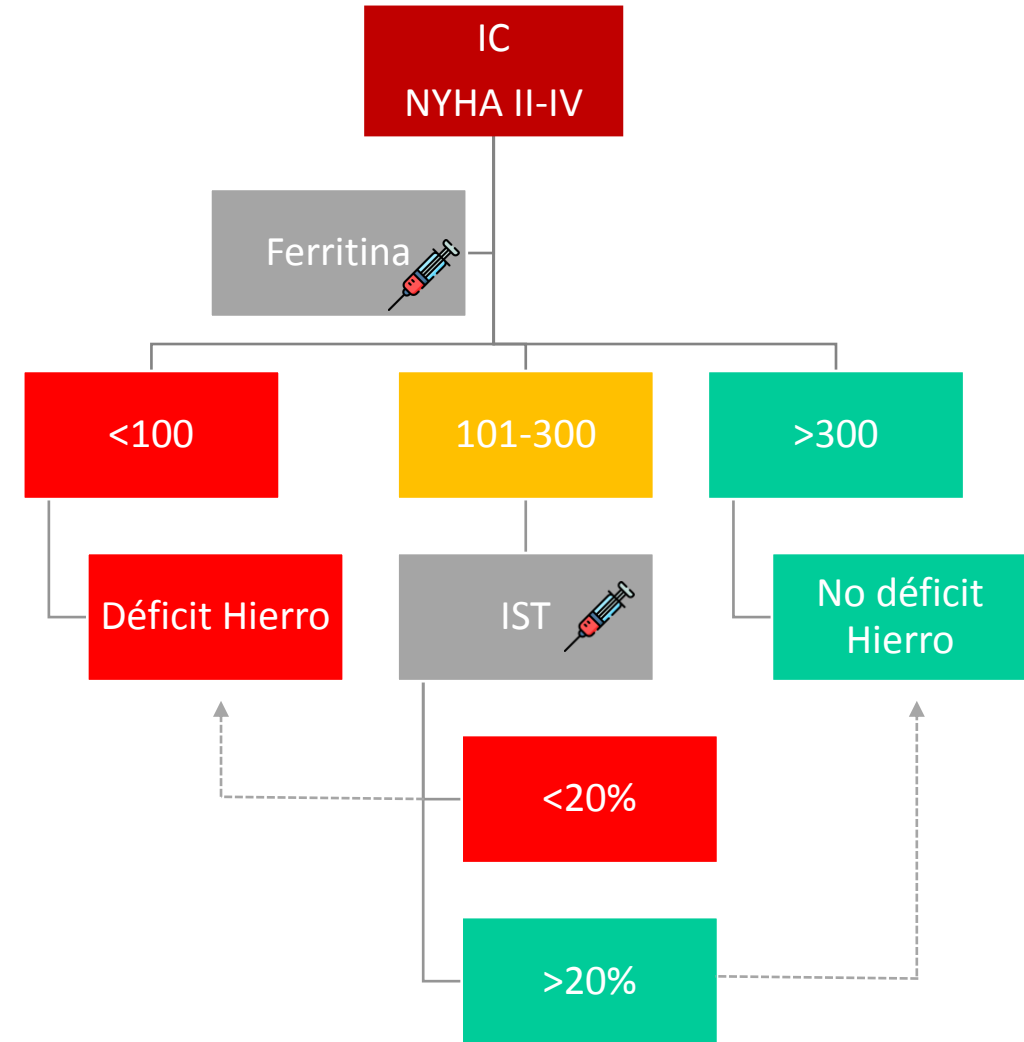 IC
NYHA II-IV
Ferritina
<100
101-300
>300
Déficit Hierro
IST
No déficit
Hierro
<20%
>20%